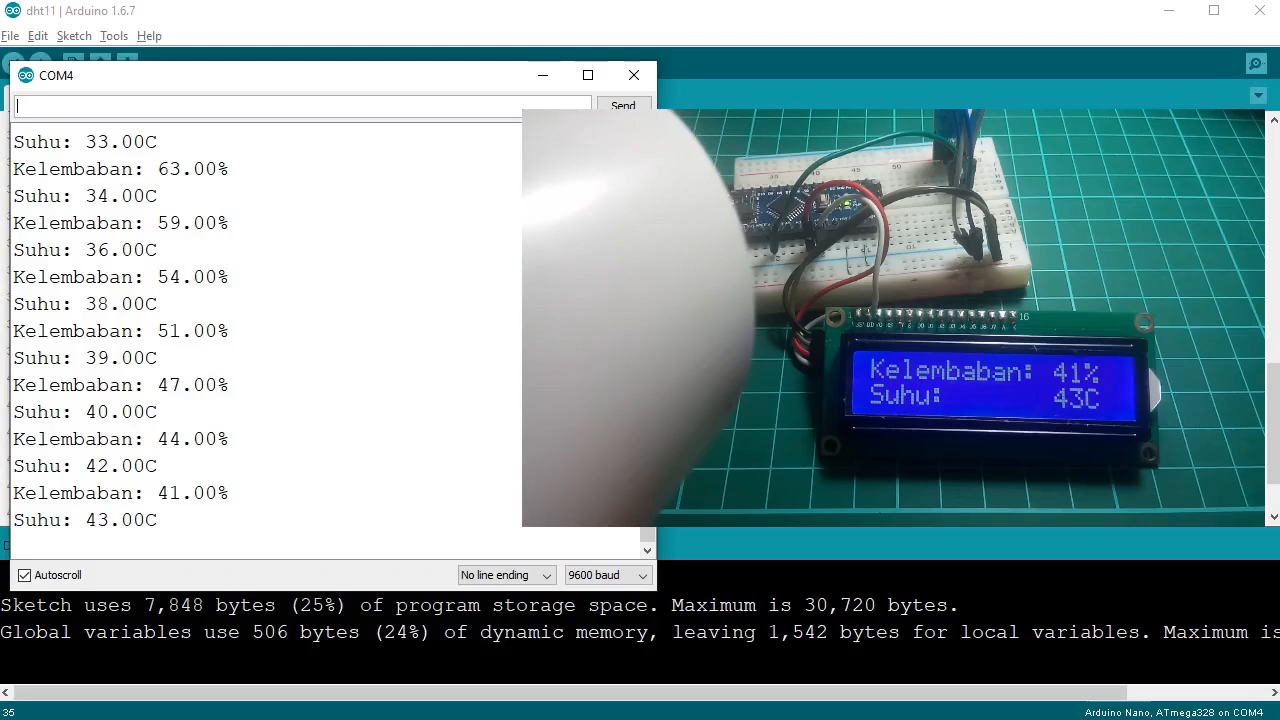 dht11 | Arduino 1.6.7
File Edit Sketch Tools Help
COM4
Send
Suhu: 33.00C
Kelembaban: 63.00%
Suhu: 34.00C
Kelembaban: 59.00%
Suhu: 36.00C
Kelembaban: 54.00%
Suhu: 38.00C
Kelembaban: 51.00%
Suhu: 39.00C
Kelembaban: 47.00%
Suhu: 40.00C
Kelembaban: 44.00%
Suhu: 42.00C
Kelembaban: 41.00%
Suhu: 43.00C
16
Kelembaban: 41%
Suhu: 43C
Autoscroll
No line ending
9600 baud
Sketch uses 7,848 bytes (25%) of program storage space. Maximum is 30,720 bytes.
Global variables use 506 bytes (24%) of dynamic memory, leaving 1,542 bytes for local variables. Maximum is
35
Arduino Nano, ATmega328 on COM4